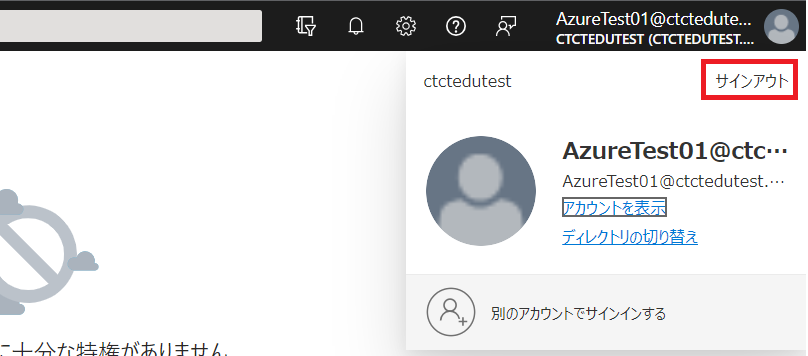 AzureTest01@ctctedute...
CTCTEDUTEST (CTCTEDUTEST....
ctctedutest
サインアウト
AzureTest01@ctc…
AzureTest01@ctctedutest.…
アカウントを表示
ディレクトリの切り替え
別のアカウントでサインインする
に十分な特権がありません